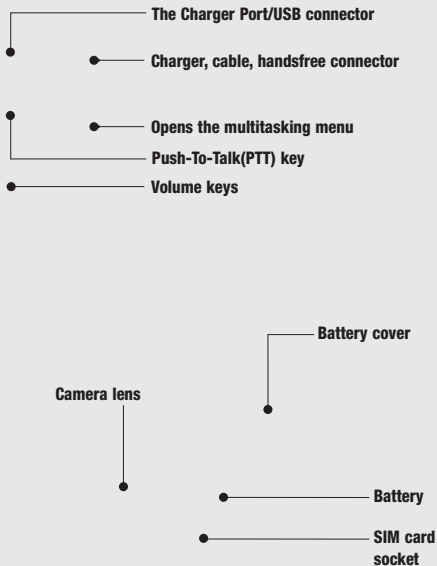 The Charger Port/USB connector
Charger, cable, handsfree connector
Opens the multitasking menu
Push-To-Talk(PTT) key
Volume keys
Battery cover
Camera lens
Battery
SIM card
socket